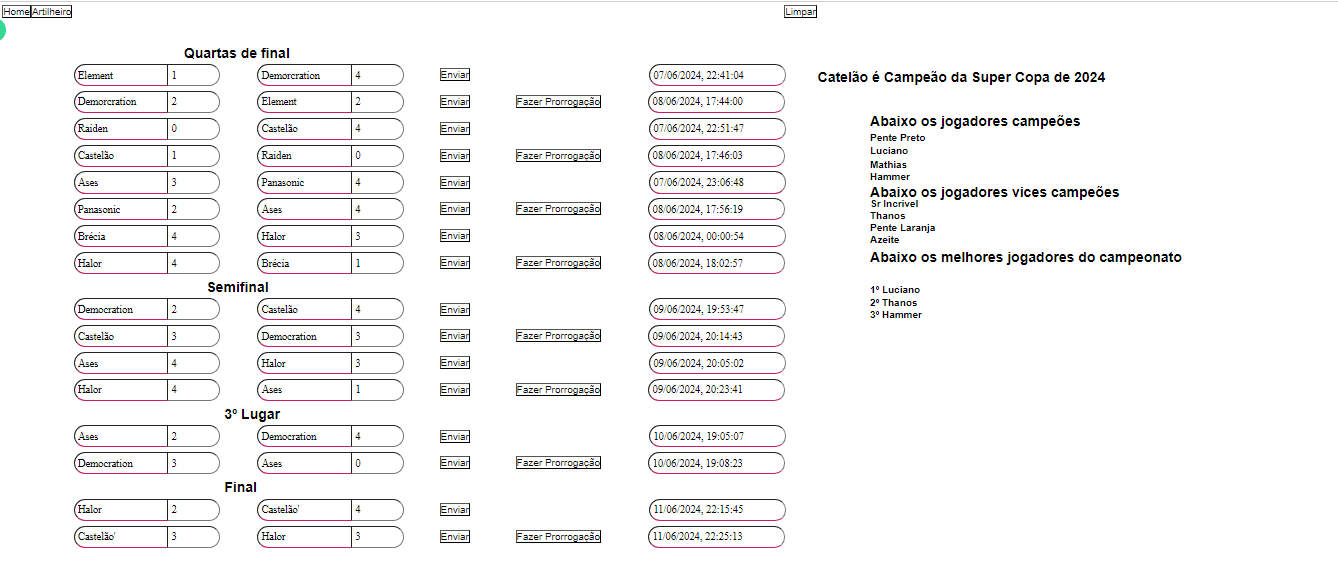 Home Artilheiro Limpar
Quartas de final
Element 1 Demorcration 4 Enviar 07/06/2024, 22:41:04
Demorcration 2 Element 2 Enviar Fazer Prorrogação 08/06/2024, 17:44:00
Raiden 0 Castelão 4 Enviar 07/06/2024, 22:51:47
Castelão 1 Raiden 0 Enviar Fazer Prorrogação 08/06/2024, 17:46:03
Ases 3 Panasonic 4 Enviar 07/06/2024, 23:06:48
Panasonic 2 Ases 4 Enviar Fazer Prorrogação 08/06/2024, 17:56:19
Brécia 4 Halor 3 Enviar 08/06/2024, 00:00:54
Halor 4 Brécia 1 Enviar Fazer Prorrogação 08/06/2024, 18:02:57
Semifinal
Democration 2 Castelão 4 Enviar 09/06/2024, 19:53:47
Castelão 3 Democration 3 Enviar Fazer Prorrogação 09/06/2024, 20:14:43
Ases 4 Halor 3 Enviar 09/06/2024, 20:05:02
Halor 4 Ases 1 Enviar Fazer Prorrogação 09/06/2024, 20:23:41
3º Lugar
Ases 2 Democration 4 Enviar 10/06/2024, 19:05:07
Democration 3 Ases 0 Enviar Fazer Prorrogação 10/06/2024, 19:08:23
Final
Halor 2 Castelão' 4 Enviar 11/06/2024, 22:15:45
Castelão' 3 Halor 3 Enviar Fazer Prorrogação 11/06/2024, 22:25:13
Catelão é Campeão da Super Copa de 2024
Abaixo os jogadores campeões
Pente Preto
Luciano
Mathias
Hammer
Abaixo os jogadores vices campeões
Sr Incrivel
Thanos
Pente Laranja
Azeite
Abaixo os melhores jogadores do campeonato
1º Luciano
2º Thanos
3º Hammer